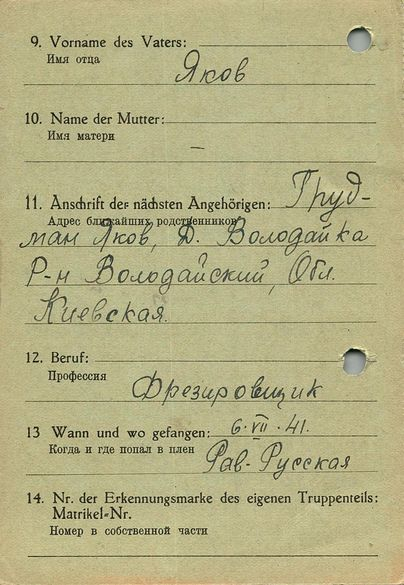 9. Vorname des Vaters:
Имя отца
Яков
10. Name der Mutter:
Имя матери
–
11. Anschrift der nächsten Angehörigen: Груд-
Адрес ближайших родственников
ман Яков, Д. Володайка
Р-н Володайский, Обл.
Киевская.
12. Beruf:
Профессия
Фрезировщик
13 Wann und wo gefangen: 6·VII·41.
Когда и где попал в плен
Рав-Русская
14. Nr. der Erkennungsmarke des eigenen Truppenteils:
Matrikel-Nr.
Номер в собственной части